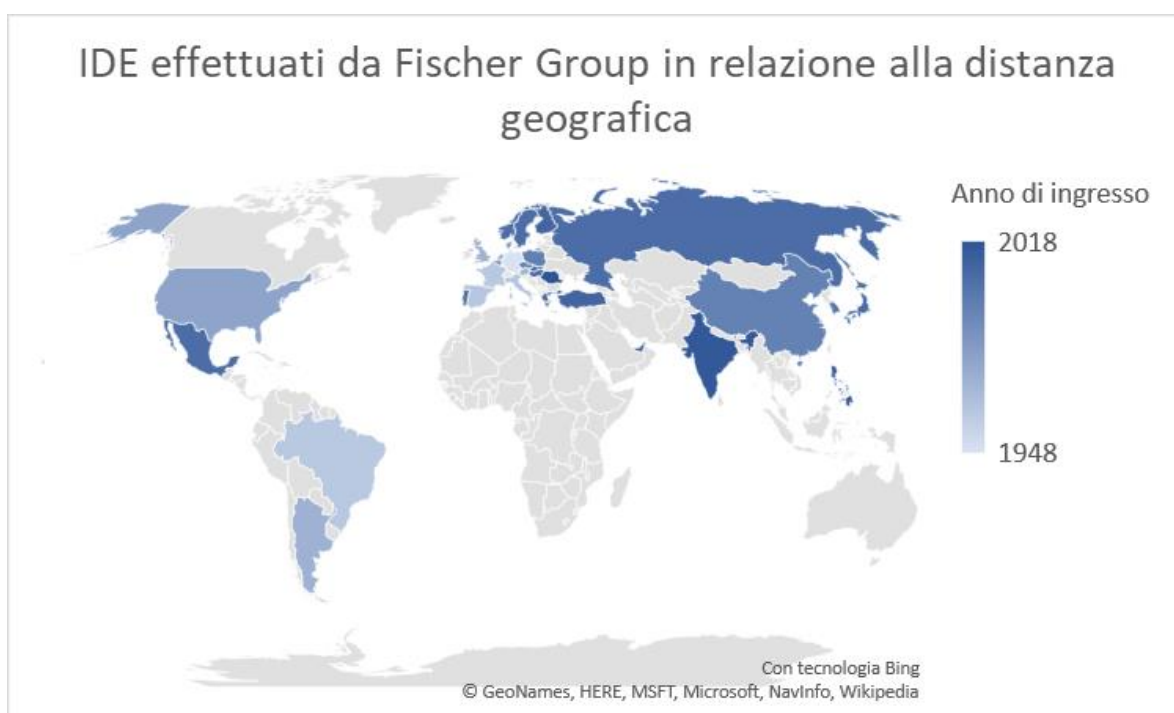 IDE effettuati da Fischer Group in relazione alla distanza
geografica
Anno di ingresso
2018
1948
Con tecnologia Bing
© GeoNames, HERE, MSFT, Microsoft, NavInfo, Wikipedia